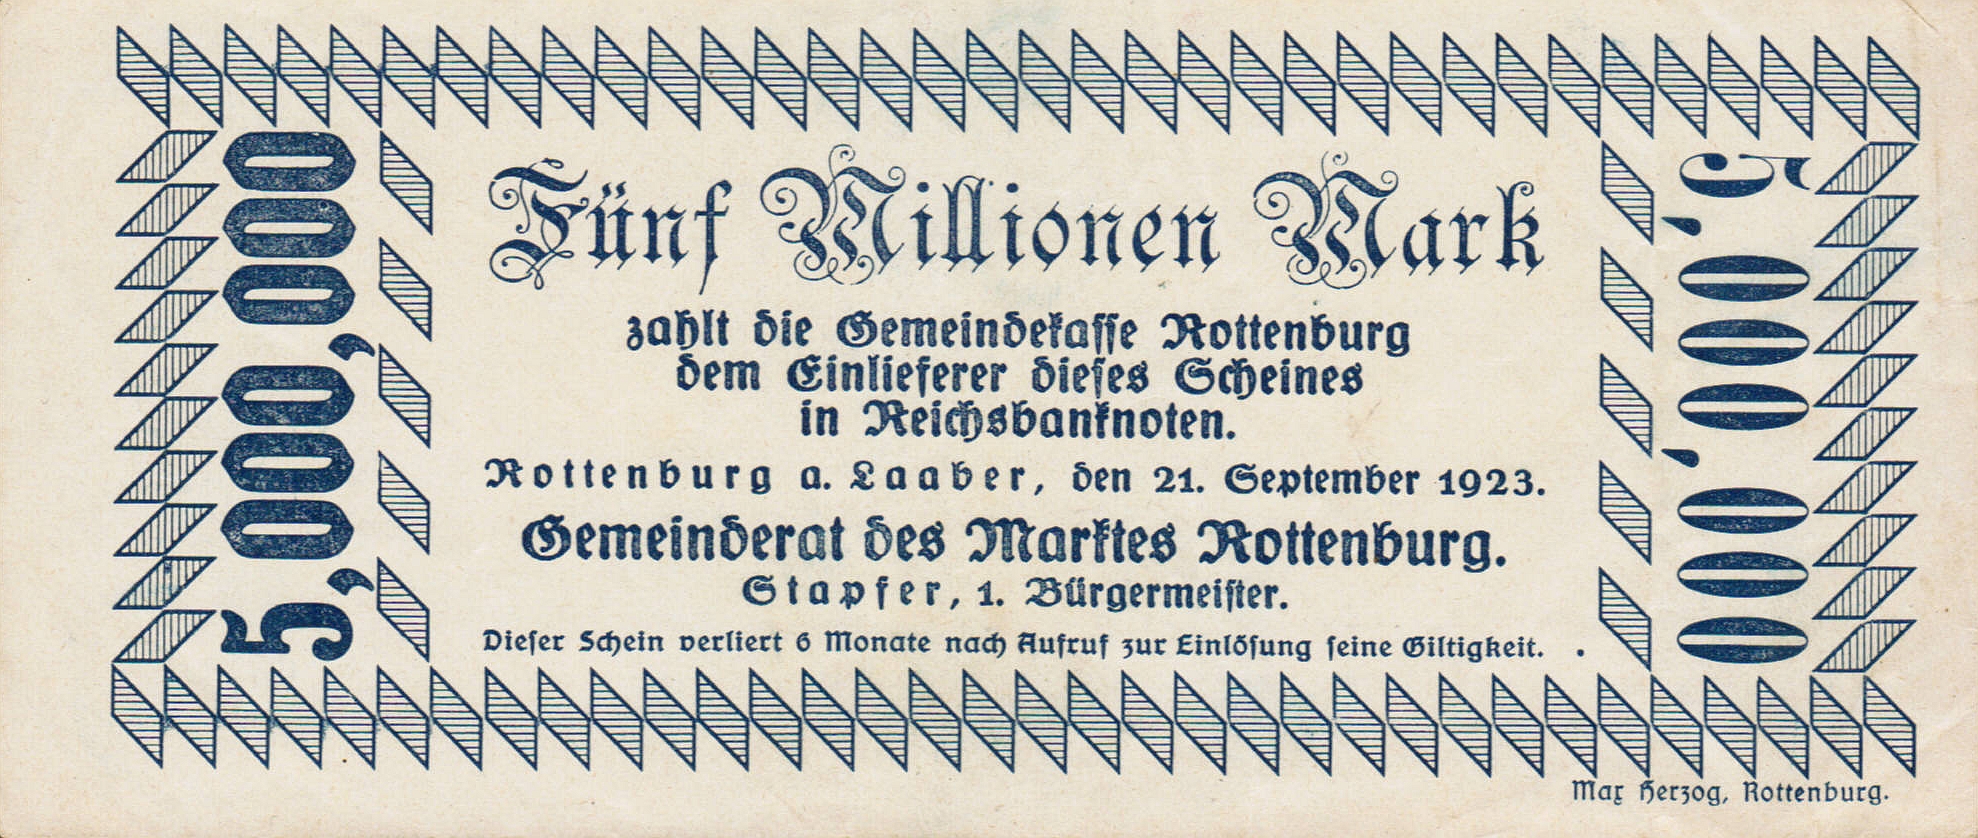 5,000,000
Fünf Millionen Mark
zahlt die Gemeindekasse Rottenburg
dem Einlieferer dieses Scheines
in Reichsbanknoten.
Rottenburg a. Laaber, den 21. September 1923.
Gemeinderat des Marktes Rottenburg.
Stapfer, 1. Bürgermeister.
Dieser Schein verliert 6 Monate nach Aufruf zur Einlösung seine Giltigkeit.
5,000,000
Max Herzog, Rottenburg.